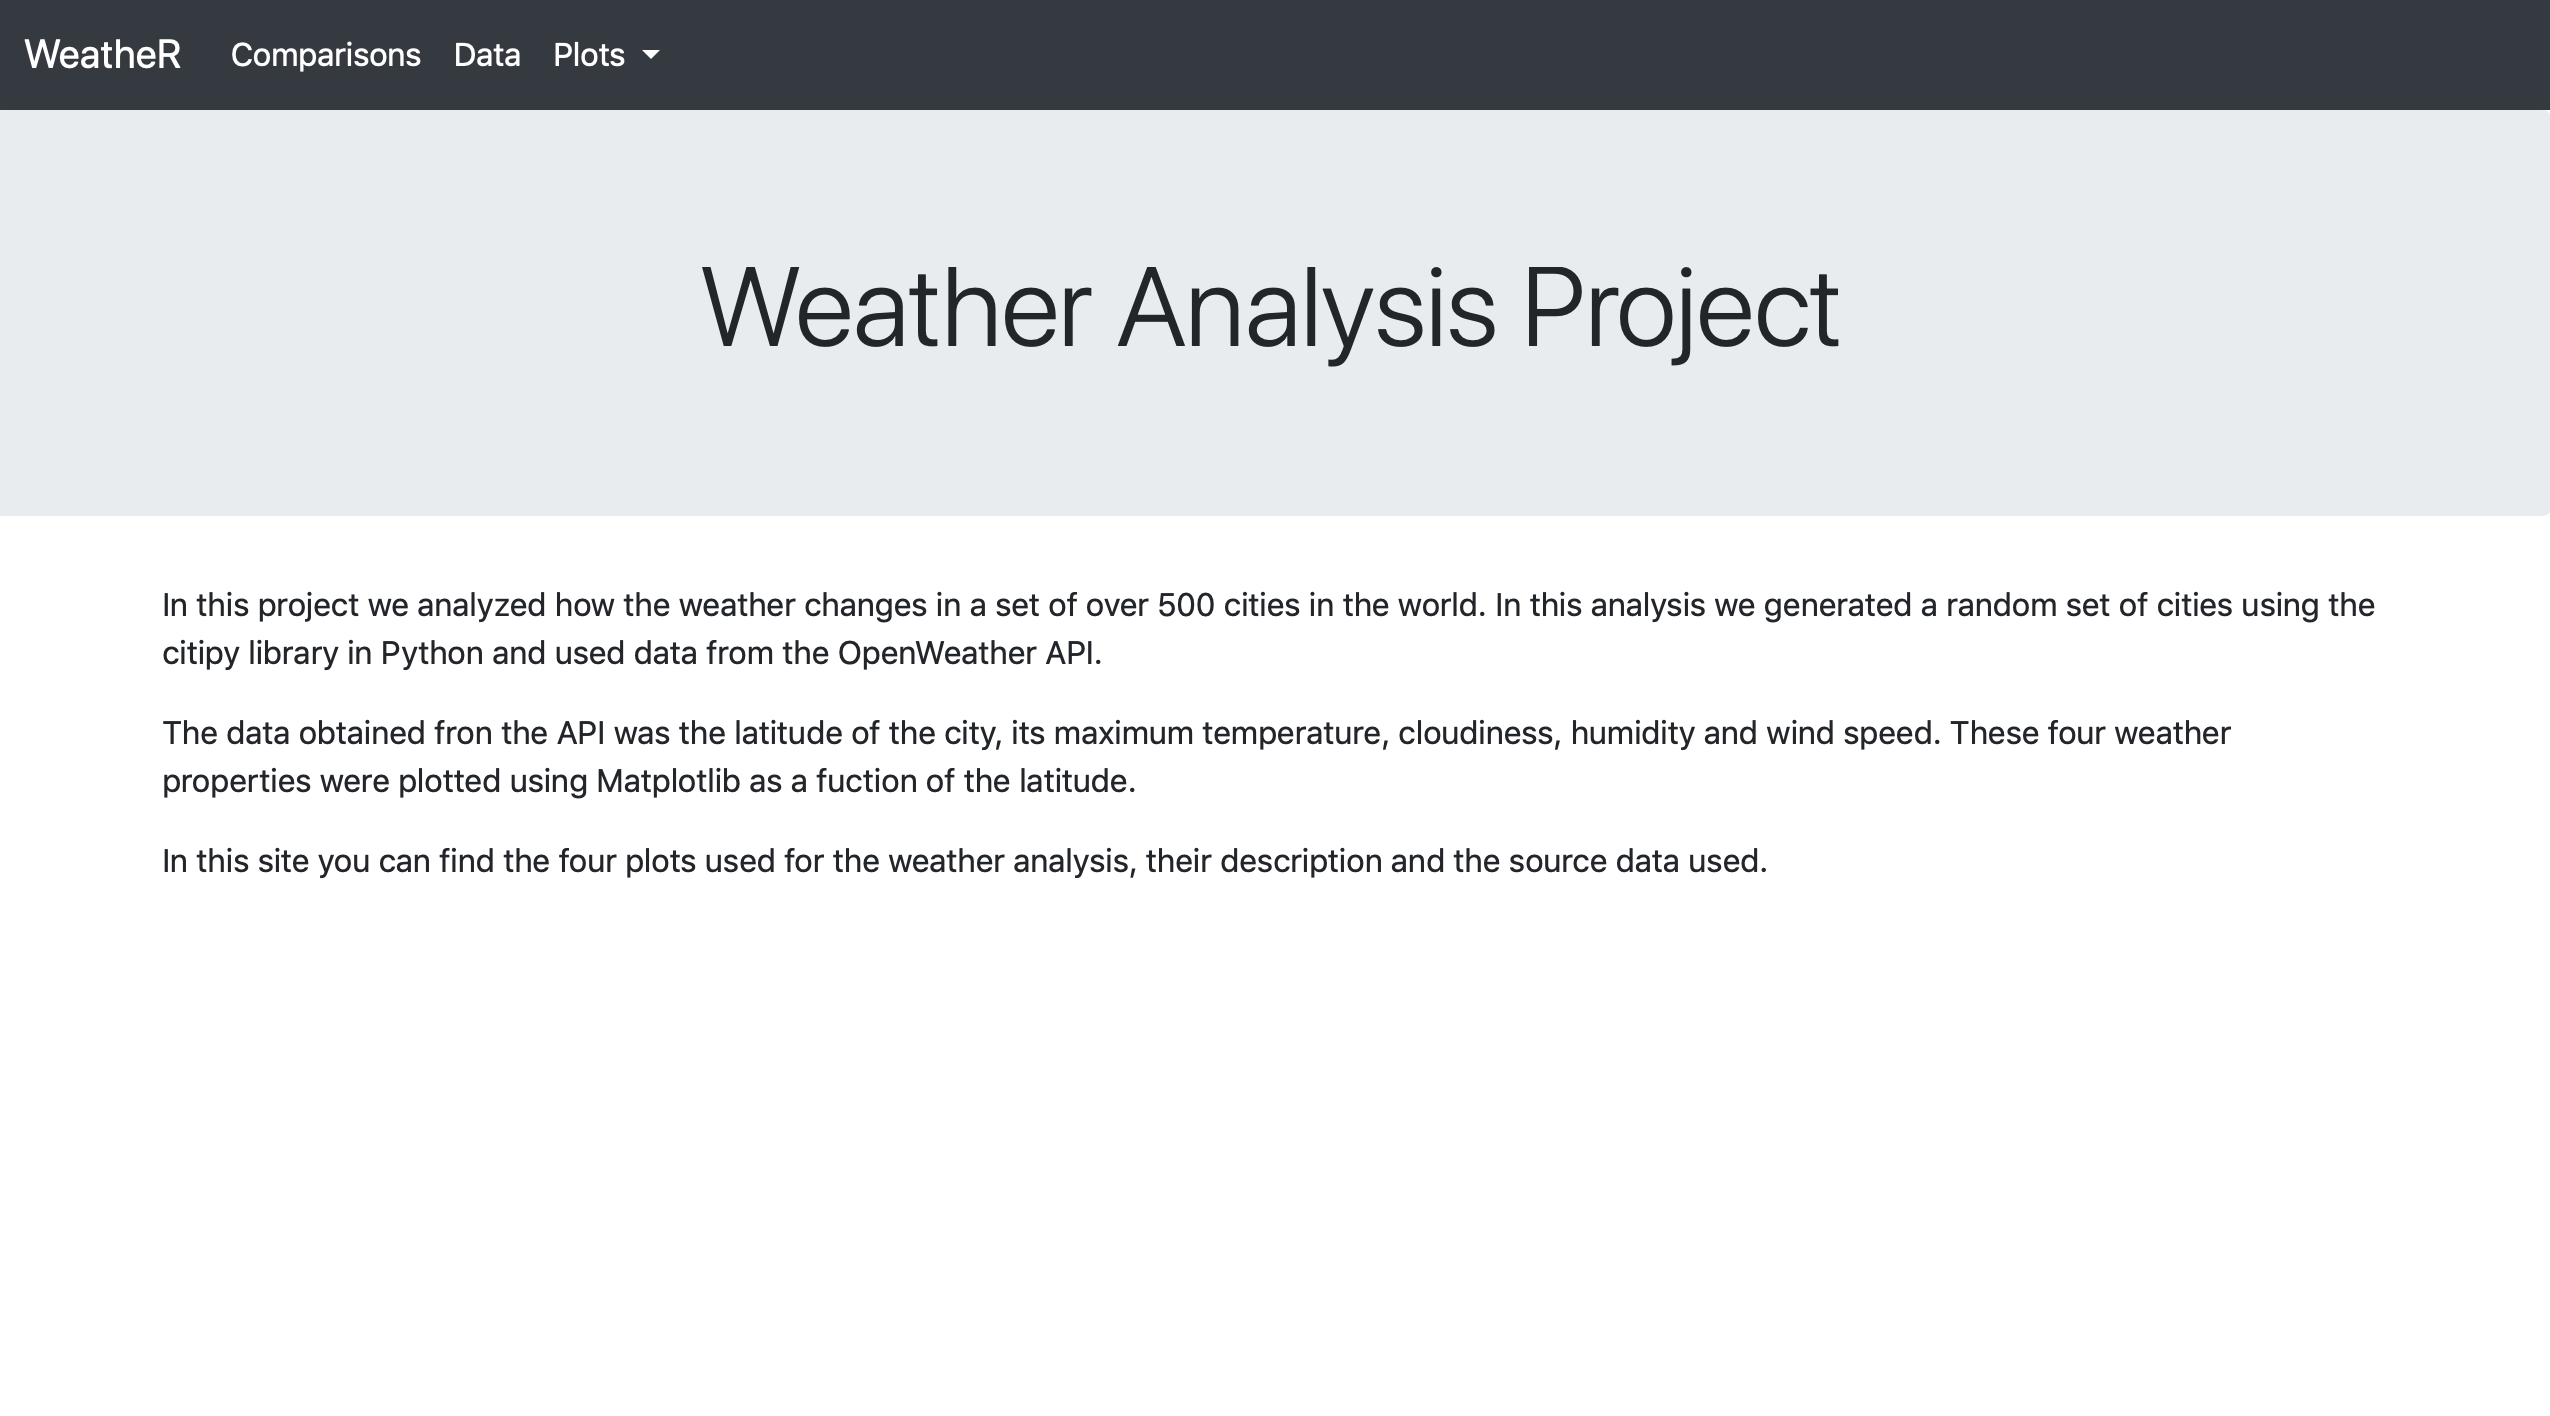 WeatheR Comparisons Data Plots
Weather Analysis Project
In this project we analyzed how the weather changes in a set of over 500 cities in the world. In this analysis we generated a random set of cities using the
citipy library in Python and used data from the OpenWeather API.
The data obtained fron the API was the latitude of the city, its maximum temperature, cloudiness, humidity and wind speed. These four weather
properties were plotted using Matplotlib as a fuction of the latitude.
In this site you can find the four plots used for the weather analysis, their description and the source data used.